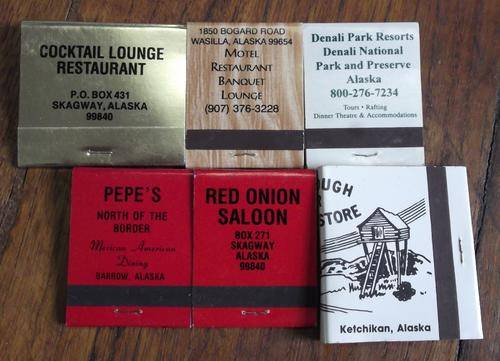 COCKTAIL LOUNGE
RESTAURANT
P.O. BOX 431
SKAGWAY, ALASKA
99840
1850 BOGARD ROAD
WASILLA, ALASKA 99654
MOTEL
RESTAURANT
BANQUET
LOUNGE
(907) 376-3228
Denali Park Resorts
Denali National
Park and Preserve
Alaska
800-276-7234
Tours • Rafting
Dinner Theatre & Accommodations
PEPE'S
NORTH OF THE
BORDER
Mexican American
Dining
BARROW, ALASKA
RED ONION
SALOON
BOX 271
SKAGWAY
ALASKA
99840
STORE
Ketchikan, Alaska